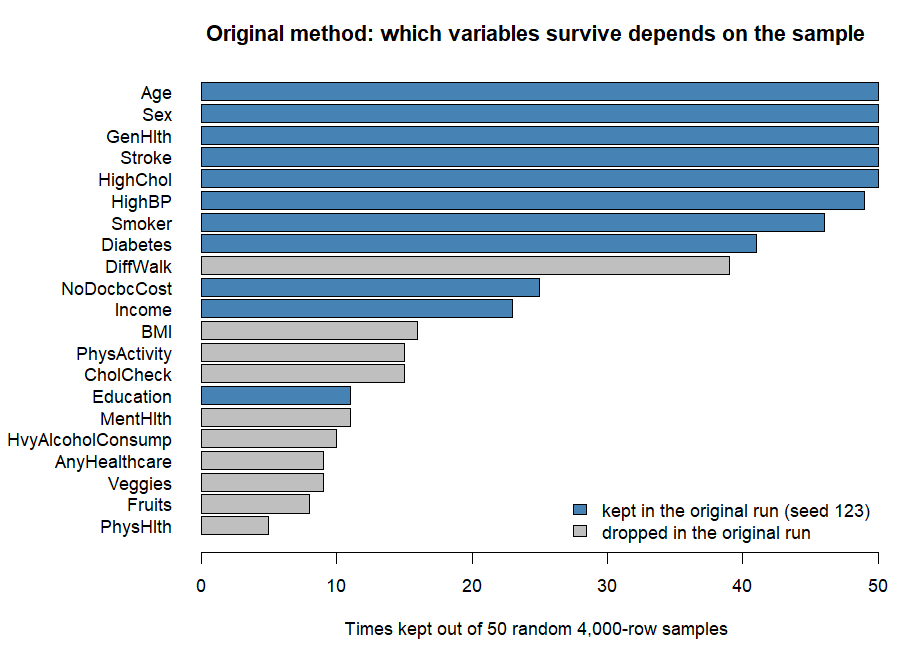 Original method: which variables survive depends on the sample
Age
Sex
GenHlth
Stroke
HighChol
HighBP
Smoker
Diabetes
DiffWalk
NoDocbcCost
Income
BMI
PhysActivity
CholCheck
Education
MentHlth
HvyAlcoholConsump
AnyHealthcare
Veggies
Fruits
PhysHlth
kept in the original run (seed 123)
dropped in the original run
0 10 20 30 40 50
Times kept out of 50 random 4,000-row samples